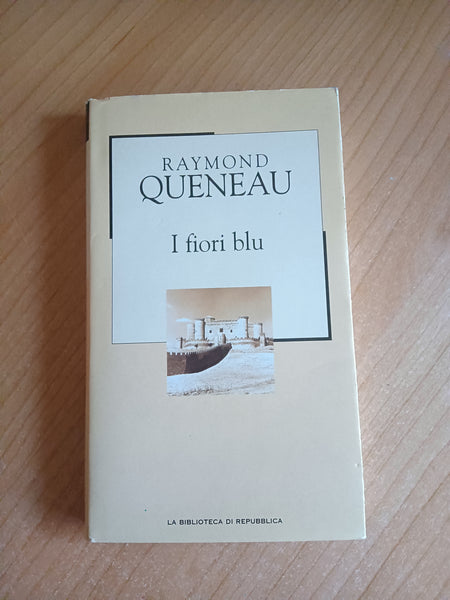 RAYMOND
QUENEAU
I fiori blu
LA BIBLIOTECA DI REPUBBLICA